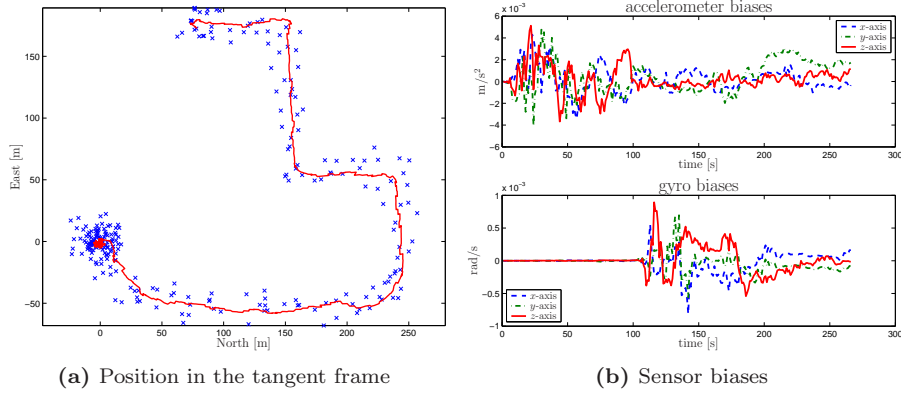 150
100
50
0
−50
East [m]
0
50
100
150
200
250
North [m]
(a) Position in the tangent frame
accelerometer biases
x 10⁻³
6
4
2
0
−2
−4
−6
m/s²
x-axis
y-axis
z-axis
0
50
100
150
200
250
300
time [s]
gyro biases
x 10⁻³
1
0.5
0
−0.5
−1
rad/s
x-axis
y-axis
z-axis
0
50
100
150
200
250
300
time [s]
(b) Sensor biases